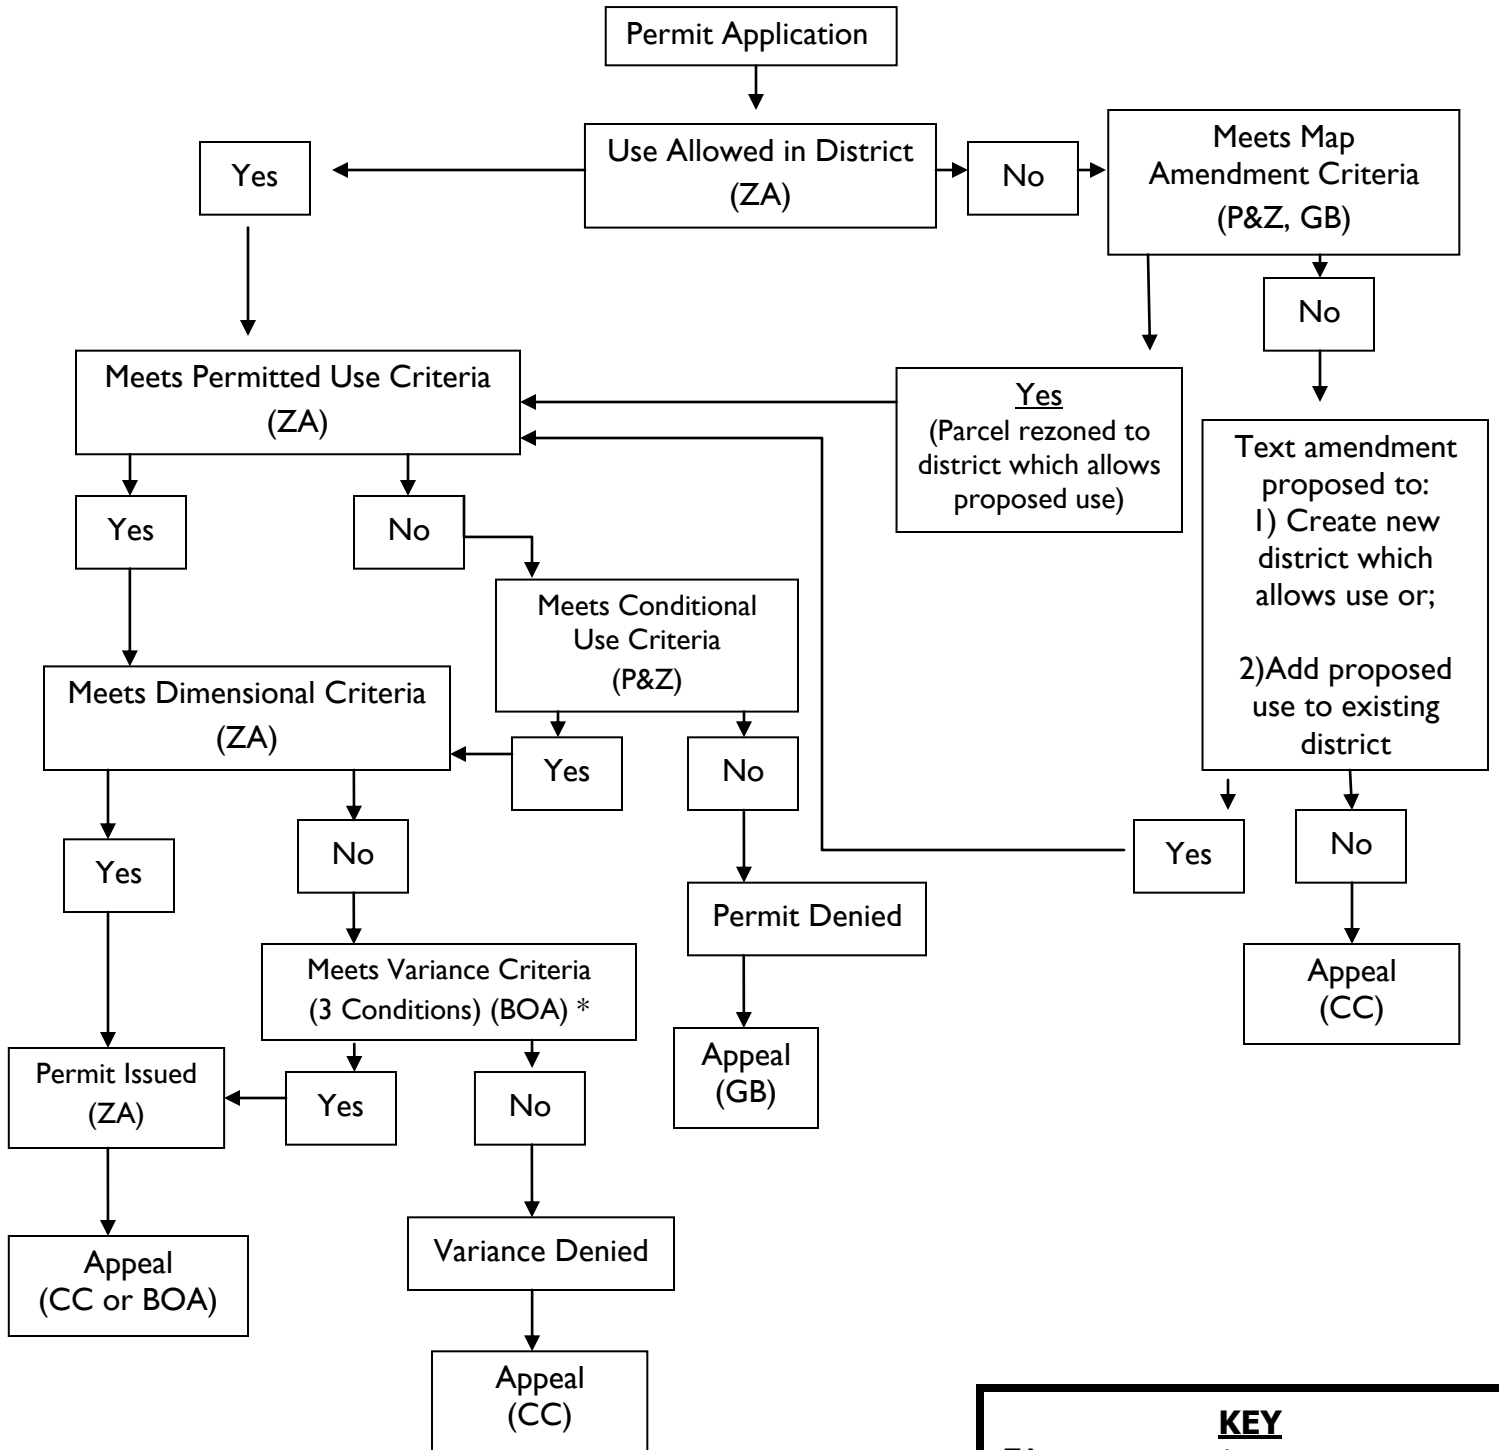 Permit Application
Use Allowed in District
(ZA)
Yes
No
Meets Map
Amendment Criteria
(P&Z, GB)
No
Meets Permitted Use Criteria
(ZA)
Yes
(Parcel rezoned to
district which allows
proposed use)
Text amendment
proposed to:
1) Create new
district which
allows use or;
2)Add proposed
use to existing
district
Yes
No
Meets Conditional
Use Criteria
(P&Z)
Meets Dimensional Criteria
(ZA)
Yes
No
Yes
No
Yes
No
Yes
No
Permit Denied
Appeal
(GB)
Appeal
(CC)
Meets Variance Criteria
(3 Conditions) (BOA) *
Permit Issued
(ZA)
Yes
No
Appeal
(CC or BOA)
Variance Denied
Appeal
(CC)
KEY